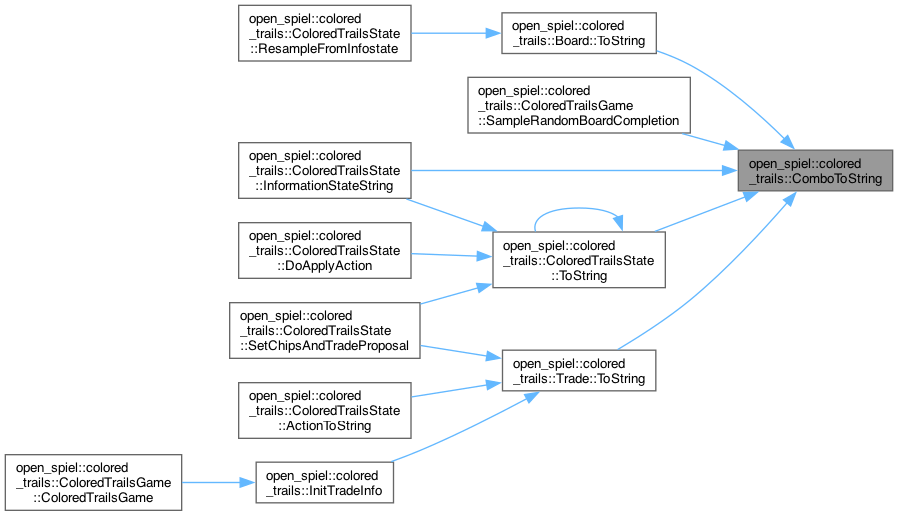 open_spiel::colored
_trails::ColoredTrailsState
::ResampleFromInfostate
open_spiel::colored
_trails::Board::ToString
open_spiel::colored
_trails::ColoredTrailsGame
::SampleRandomBoardCompletion
open_spiel::colored
_trails::ComboToString
open_spiel::colored
_trails::ColoredTrailsState
::InformationStateString
open_spiel::colored
_trails::ColoredTrailsState
::DoApplyAction
open_spiel::colored
_trails::ColoredTrailsState
::ToString
open_spiel::colored
_trails::ColoredTrailsState
::SetChipsAndTradeProposal
open_spiel::colored
_trails::Trade::ToString
open_spiel::colored
_trails::ColoredTrailsState
::ActionToString
open_spiel::colored
_trails::ColoredTrailsGame
::ColoredTrailsGame
open_spiel::colored
_trails::InitTradeInfo